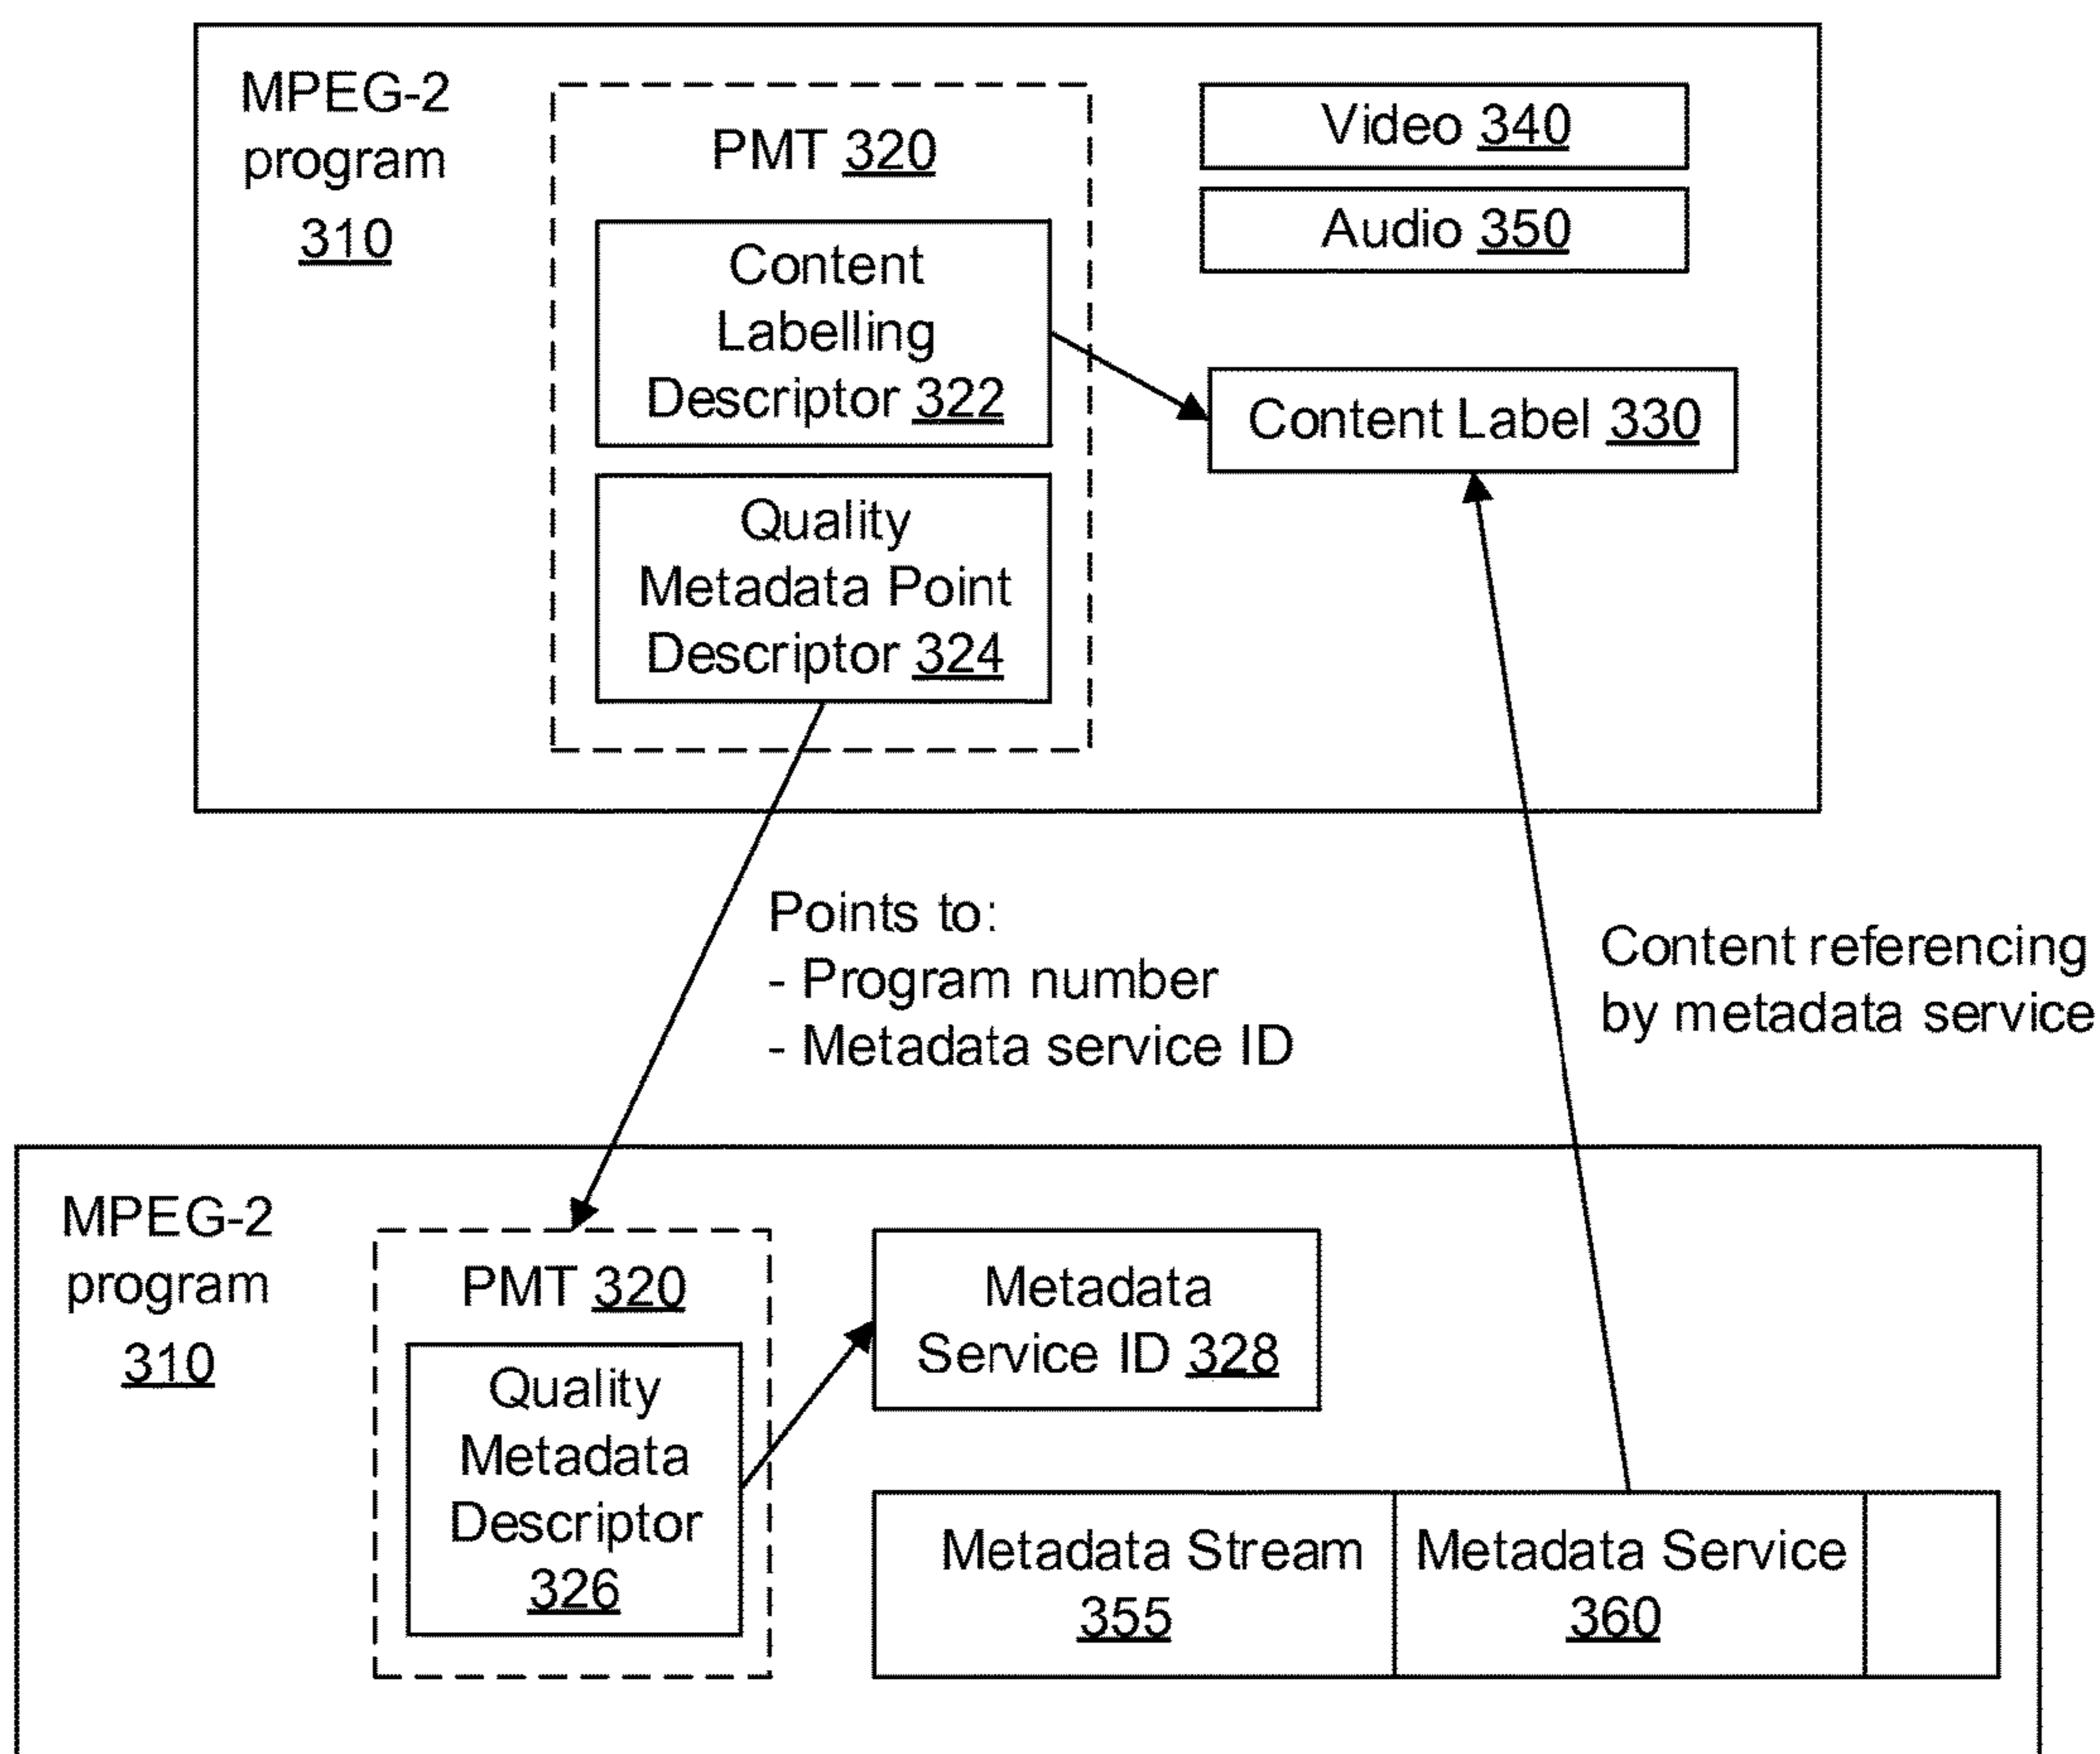 MPEG-2
program
310
PMT 320
Content
Labelling
Descriptor 322
Quality
Metadata Point
Descriptor 324
Video 340
Audio 350
Content Label 330
Points to:
- Program number
- Metadata service ID
Content referencing
by metadata service
MPEG-2
program
310
PMT 320
Quality
Metadata
Descriptor
326
Metadata
Service ID 328
Metadata Stream
355
Metadata Service
360